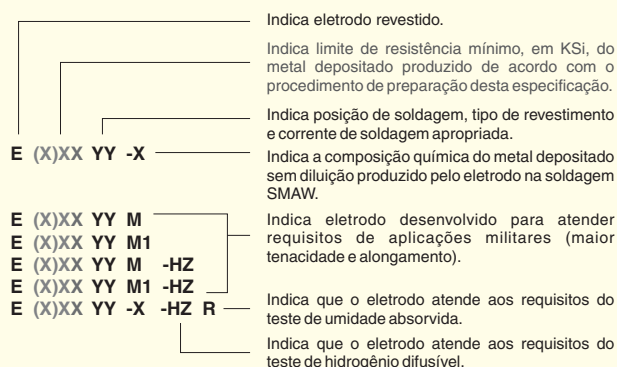 Indica eletrodo revestido.
Indica limite de resistência mínimo, em KSi, do
metal depositado produzido de acordo com o
procedimento de preparação desta especificação.
Indica posição de soldagem, tipo de revestimento
e corrente de soldagem apropriada.
E (X)XX YY -X
Indica a composição química do metal depositado
sem diluição produzido pelo eletrodo na soldagem
SMAW.
E (X)XX YY M
E (X)XX YY M1
E (X)XX YY M -HZ
E (X)XX YY M1 -HZ
E (X)XX YY -X -HZ R
Indica eletrodo desenvolvido para atender
requisitos de aplicações militares (maior
tenacidade e alongamento).
Indica que o eletrodo atende aos requisitos do
teste de umidade absorvida.
Indica que o eletrodo atende aos requisitos do
teste de hidrogênio difusível.